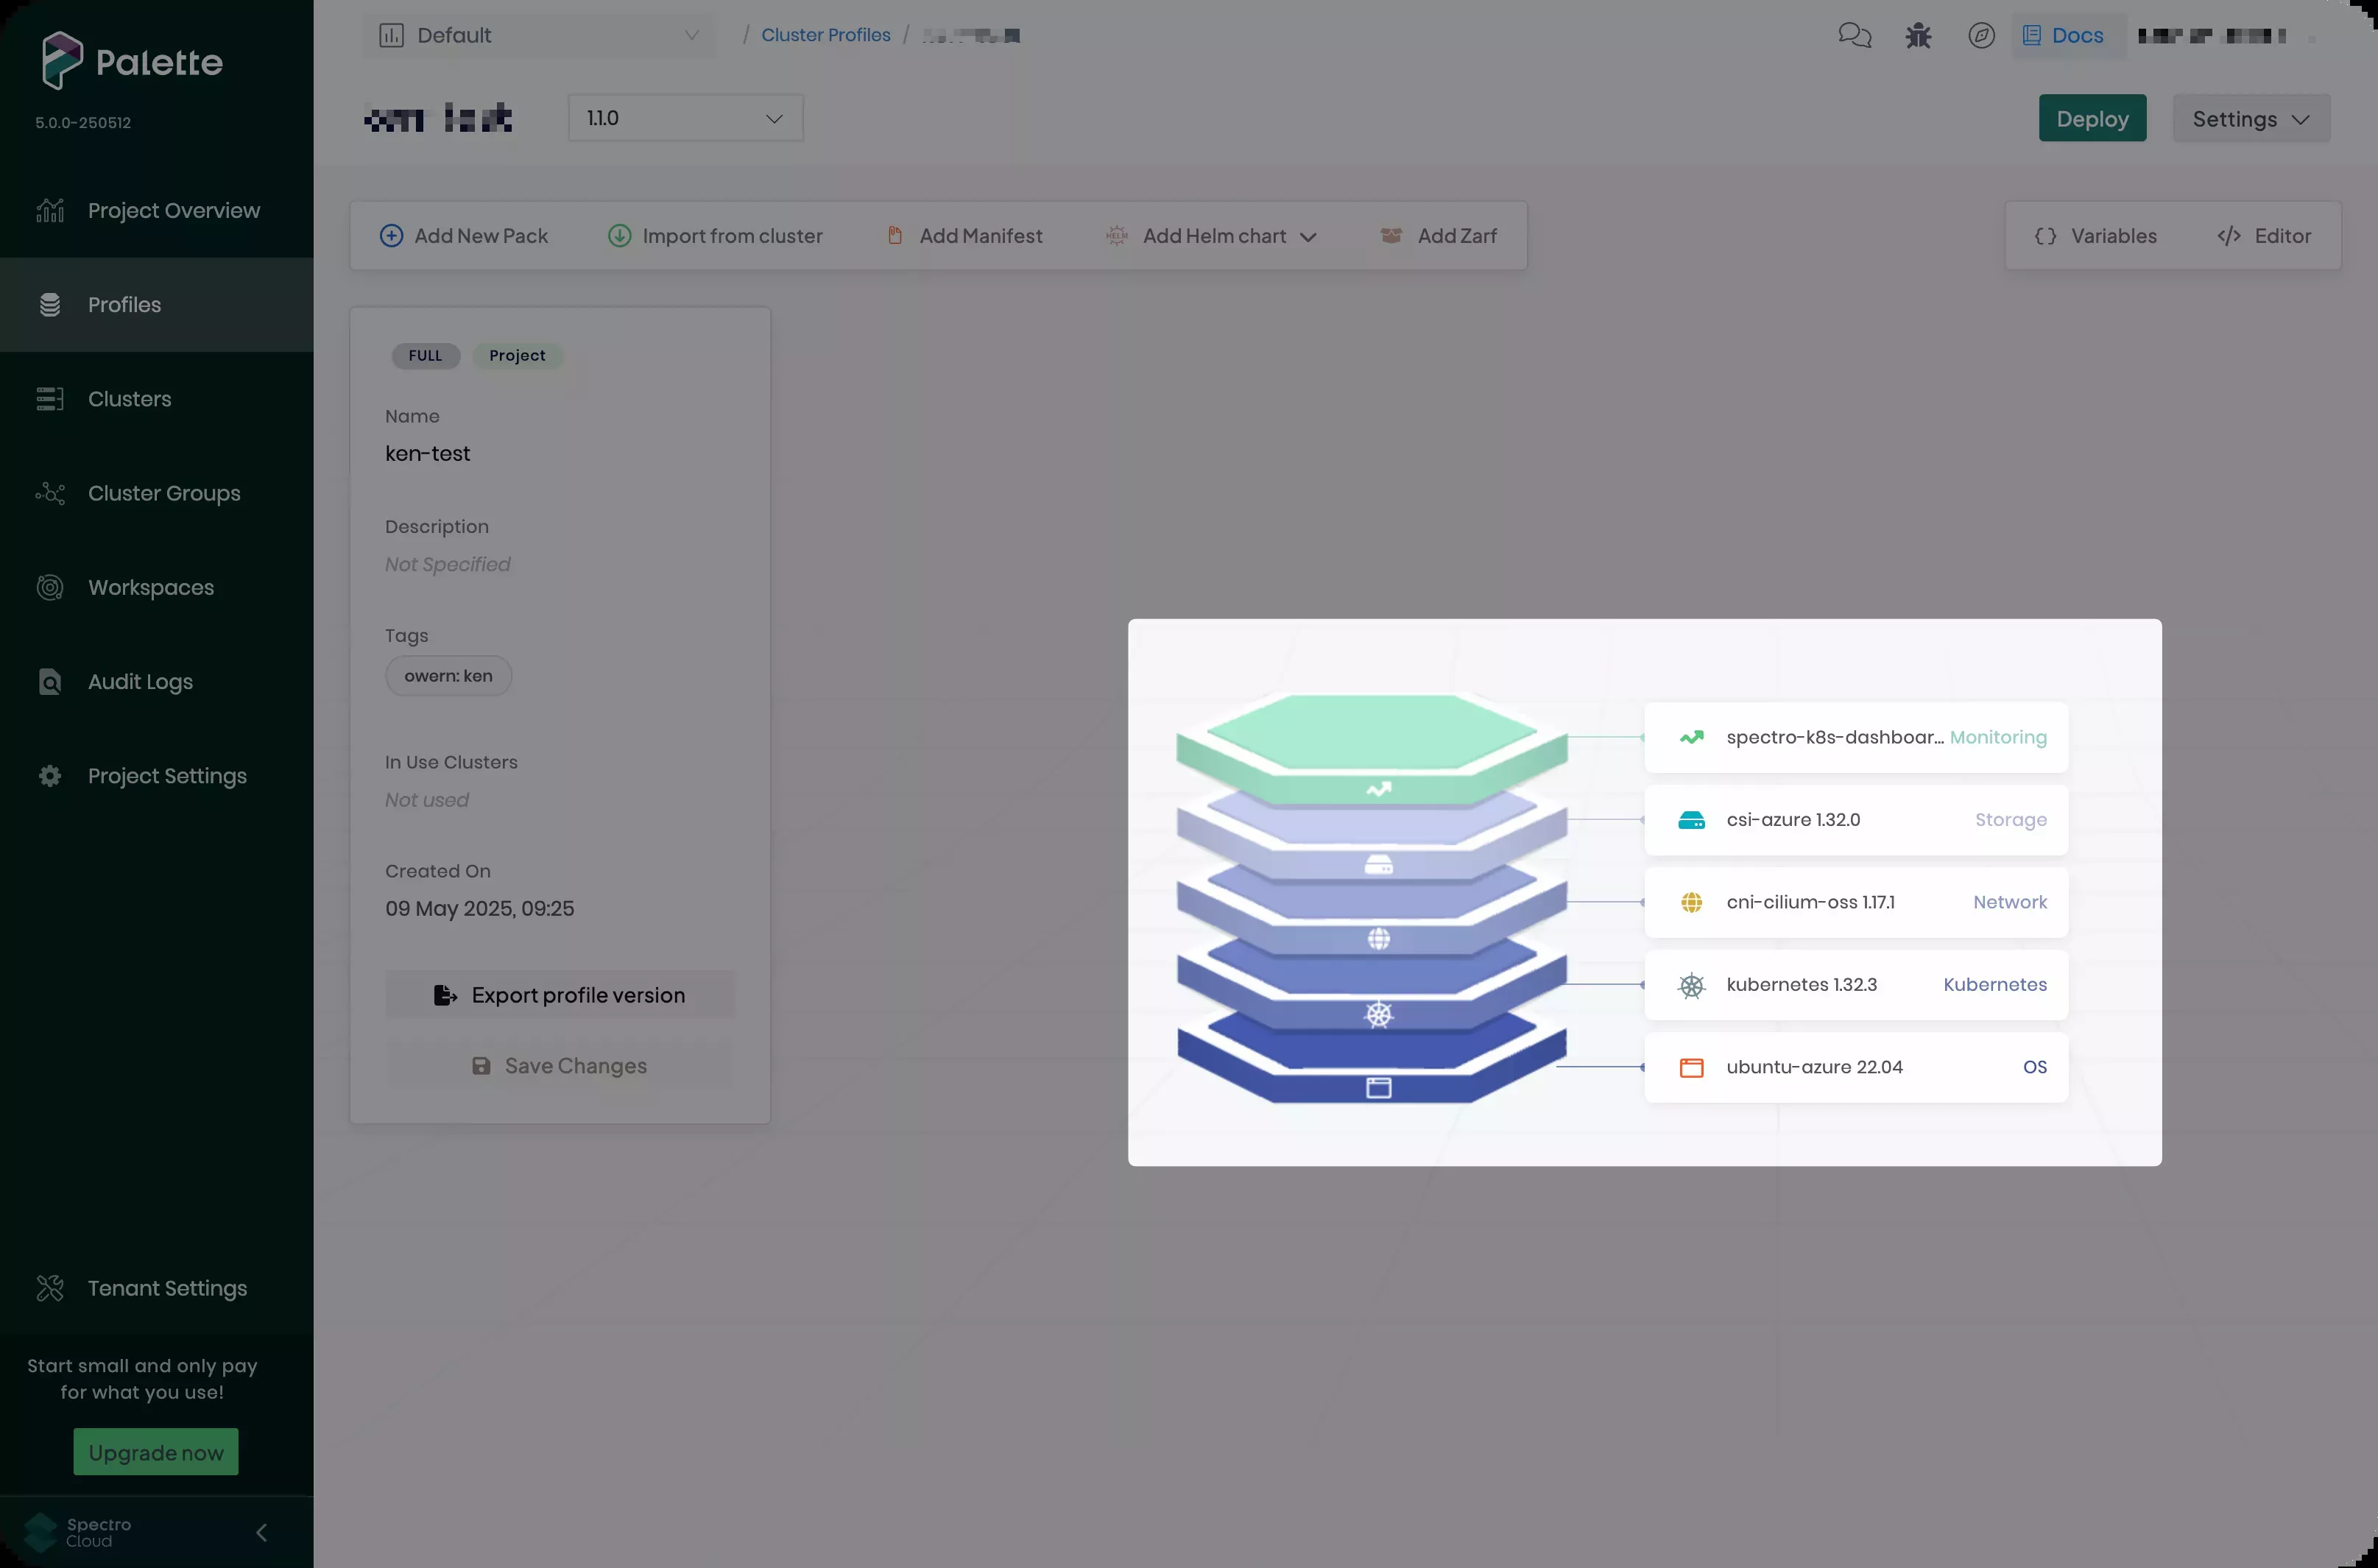 Palette
5.0.0-250512
Project Overview
Profiles
Clusters
Cluster Groups
Workspaces
Audit Logs
Project Settings
Tenant Settings
Start small and only pay
for what you use!
Upgrade now
Spectro
Cloud
Default
/ Cluster Profiles /
Docs
1.1.0
Deploy
Settings
Add New Pack
Import from cluster
Add Manifest
HELM
Add Helm chart
Add Zarf
{} Variables
</> Editor
FULL
Project
Name
ken-test
Description
Not Specified
Tags
owern: ken
In Use Clusters
Not used
Created On
09 May 2025, 09:25
Export profile version
Save Changes
spectro-k8s-dashboar... Monitoring
csi-azure 1.32.0 Storage
cni-cilium-oss 1.17.1 Network
kubernetes 1.32.3 Kubernetes
ubuntu-azure 22.04 OS